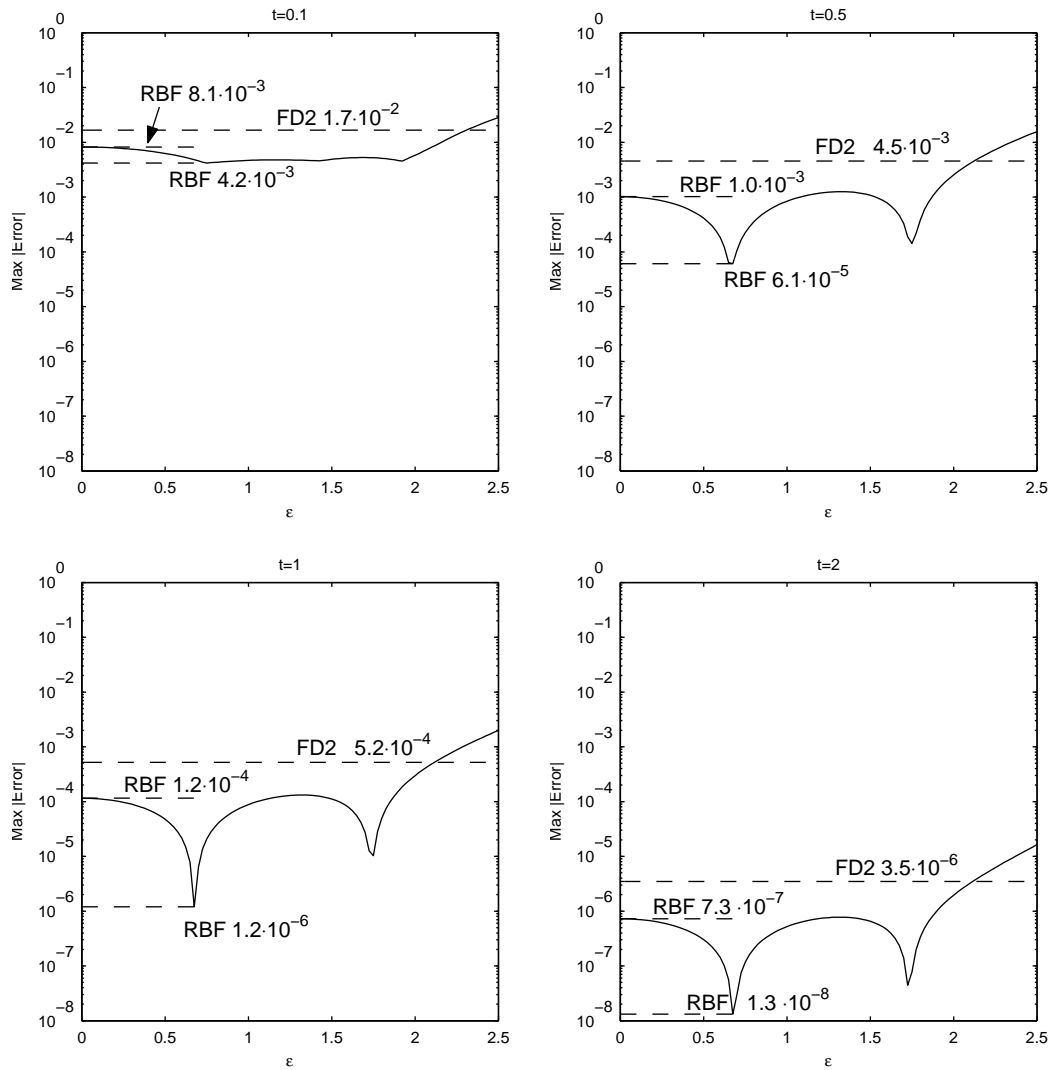 t=0.1
10^0
10^−1
10^−2
10^−3
10^−4
10^−5
10^−6
10^−7
10^−8
Max |Error|
RBF 8.1·10^−3
FD2 1.7·10^−2
RBF 4.2·10^−3
0 0.5 1 1.5 2 2.5
ε
t=0.5
10^0
10^−1
10^−2
10^−3
10^−4
10^−5
10^−6
10^−7
10^−8
Max |Error|
FD2 4.5·10^−3
RBF 1.0·10^−3
RBF 6.1·10^−5
0 0.5 1 1.5 2 2.5
ε
t=1
10^0
10^−1
10^−2
10^−3
10^−4
10^−5
10^−6
10^−7
10^−8
Max |Error|
FD2 5.2·10^−4
RBF 1.2·10^−4
RBF 1.2·10^−6
0 0.5 1 1.5 2 2.5
ε
t=2
10^0
10^−1
10^−2
10^−3
10^−4
10^−5
10^−6
10^−7
10^−8
Max |Error|
FD2 3.5·10^−6
RBF 7.3 ·10^−7
RBF 1.3 ·10^−8
0 0.5 1 1.5 2 2.5
ε